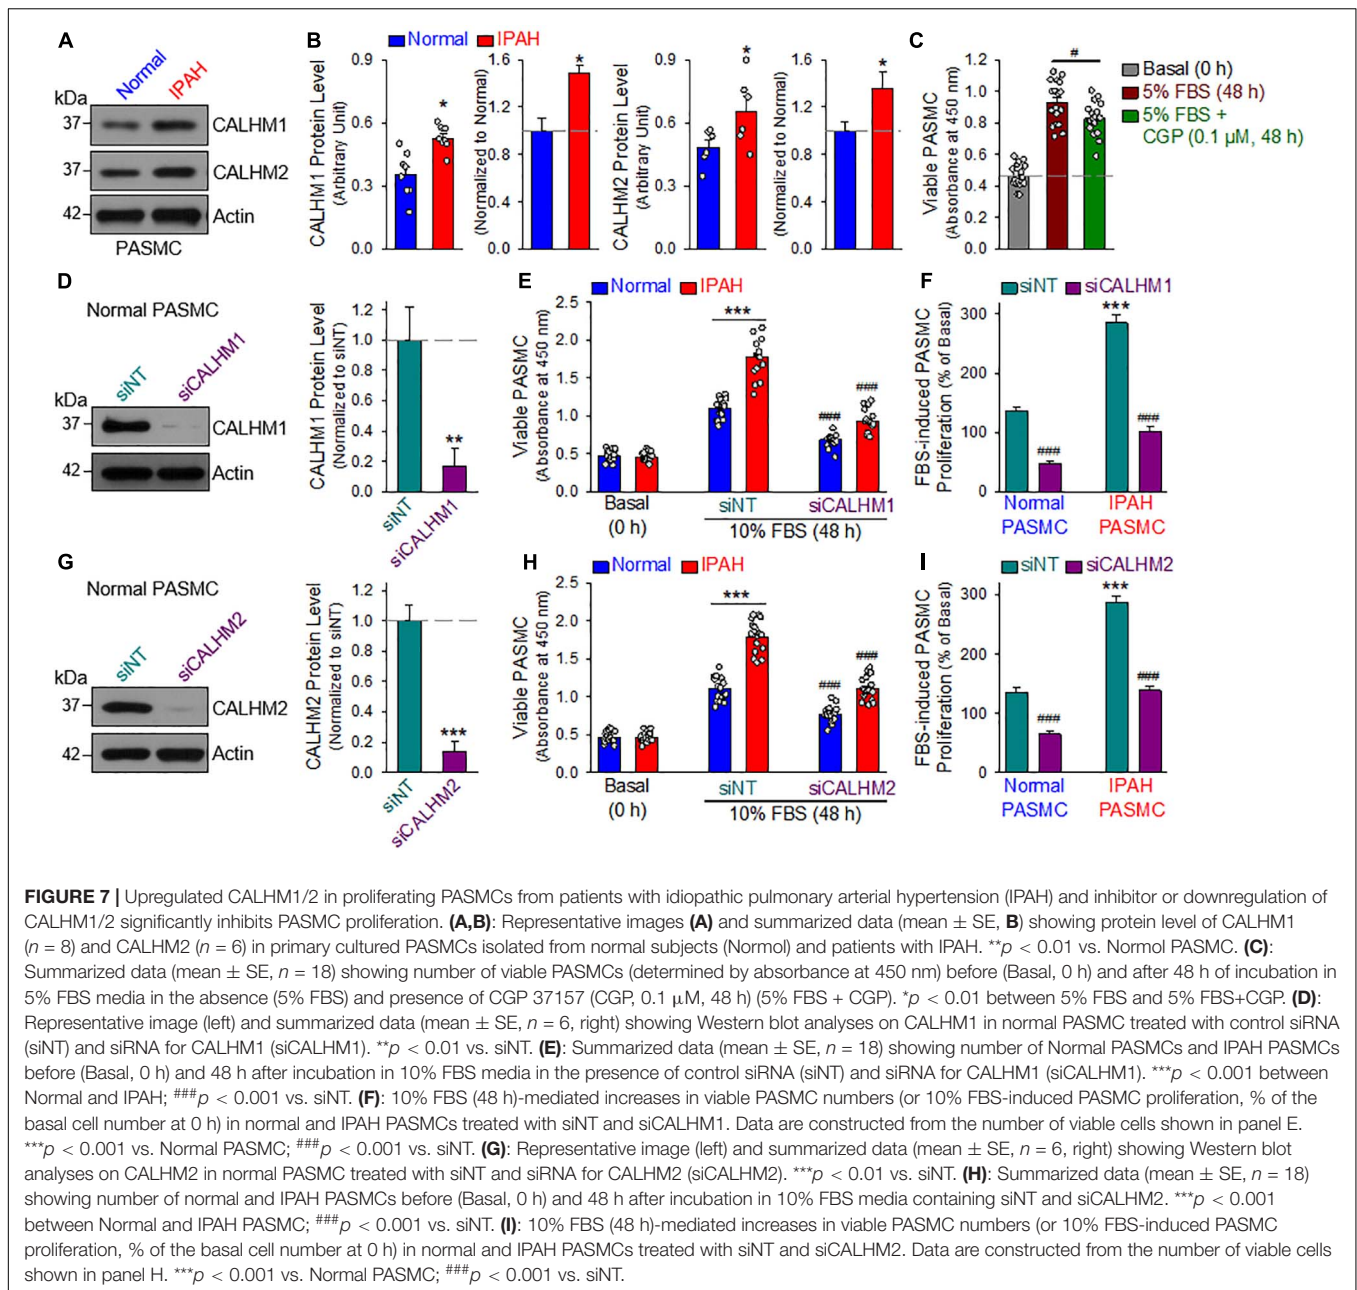 A
Normal
IPAH
kDa
37
CALHM1
37
CALHM2
42
Actin
PASMC
B
Normal IPAH
CALHM1 Protein Level
(Arbitrary Unit)
0.9
0.6
0.3
0.0
*
(Normalized to Normal)
1.6
1.2
0.8
0.4
0.0
*
CALHM2 Protein Level
(Arbitrary Unit)
0.9
0.6
0.3
0.0
*
(Normalized to Normal)
1.6
1.2
0.8
0.4
0.0
*
C
Viable PASMC
(Absorbance at 450 nm)
1.2
1.0
0.8
0.6
0.4
0.2
0.0
#
Basal (0 h)
5% FBS (48 h)
5% FBS +
CGP (0.1 μM, 48 h)
D
Normal PASMC
siNT
siCALHM1
kDa
37
CALHM1
42
Actin
CALHM1 Protein Level
(Normalized to siNT)
1.2
1.0
0.8
0.6
0.4
0.2
0.0
**
siNT
siCALHM1
E
Normal IPAH
Viable PASMC
(Absorbance at 450 nm)
2.5
2.0
1.5
1.0
0.5
0.0
***
###
###
Basal
(0 h)
siNT
siCALHM1
10% FBS (48 h)
F
siNT siCALHM1
FBS-induced PASMC
Proliferation (% of Basal)
300
200
100
0
***
###
###
Normal
PASMC
IPAH
PASMC
G
Normal PASMC
siNT
siCALHM2
kDa
37
CALHM2
42
Actin
CALHM2 Protein Level
(Normalized to siNT)
1.2
1.0
0.8
0.6
0.4
0.2
0.0
***
siNT
siCALHM2
H
Normal IPAH
Viable PASMC
(Absorbance at 450 nm)
2.5
2.0
1.5
1.0
0.5
0.0
***
###
###
Basal
(0 h)
siNT
siCALHM2
10% FBS (48 h)
I
siNT siCALHM2
FBS-induced PASMC
Proliferation (% of Basal)
300
200
100
0
***
###
###
Normal
PASMC
IPAH
PASMC
FIGURE 7 | Upregulated CALHM1/2 in proliferating PASMCs from patients with idiopathic pulmonary arterial hypertension (IPAH) and inhibitor or downregulation of
CALHM1/2 significantly inhibits PASMC proliferation. (A,B): Representative images (A) and summarized data (mean ± SE, B) showing protein level of CALHM1
(n = 8) and CALHM2 (n = 6) in primary cultured PASMCs isolated from normal subjects (Normol) and patients with IPAH. **p < 0.01 vs. Normol PASMC. (C):
Summarized data (mean ± SE, n = 18) showing number of viable PASMCs (determined by absorbance at 450 nm) before (Basal, 0 h) and after 48 h of incubation in
5% FBS media in the absence (5% FBS) and presence of CGP 37157 (CGP, 0.1 μM, 48 h) (5% FBS + CGP). *p < 0.01 between 5% FBS and 5% FBS+CGP. (D):
Representative image (left) and summarized data (mean ± SE, n = 6, right) showing Western blot analyses on CALHM1 in normal PASMC treated with control siRNA
(siNT) and siRNA for CALHM1 (siCALHM1). **p < 0.01 vs. siNT. (E): Summarized data (mean ± SE, n = 18) showing number of Normal PASMCs and IPAH PASMCs
before (Basal, 0 h) and 48 h after incubation in 10% FBS media in the presence of control siRNA (siNT) and siRNA for CALHM1 (siCALHM1). ***p < 0.001 between
Normal and IPAH; ###p < 0.001 vs. siNT. (F): 10% FBS (48 h)-mediated increases in viable PASMC numbers (or 10% FBS-induced PASMC proliferation, % of the
basal cell number at 0 h) in normal and IPAH PASMCs treated with siNT and siCALHM1. Data are constructed from the number of viable cells shown in panel E.
***p < 0.001 vs. Normal PASMC; ###p < 0.001 vs. siNT. (G): Representative image (left) and summarized data (mean ± SE, n = 6, right) showing Western blot
analyses on CALHM2 in normal PASMC treated with siNT and siRNA for CALHM2 (siCALHM2). ***p < 0.01 vs. siNT. (H): Summarized data (mean ± SE, n = 18)
showing number of normal and IPAH PASMCs before (Basal, 0 h) and 48 h after incubation in 10% FBS media containing siNT and siCALHM2. ***p < 0.001
between Normal and IPAH PASMC; ###p < 0.001 vs. siNT. (I): 10% FBS (48 h)-mediated increases in viable PASMC numbers (or 10% FBS-induced PASMC
proliferation, % of the basal cell number at 0 h) in normal and IPAH PASMCs treated with siNT and siCALHM2. Data are constructed from the number of viable cells
shown in panel H. ***p < 0.001 vs. Normal PASMC; ###p < 0.001 vs. siNT.